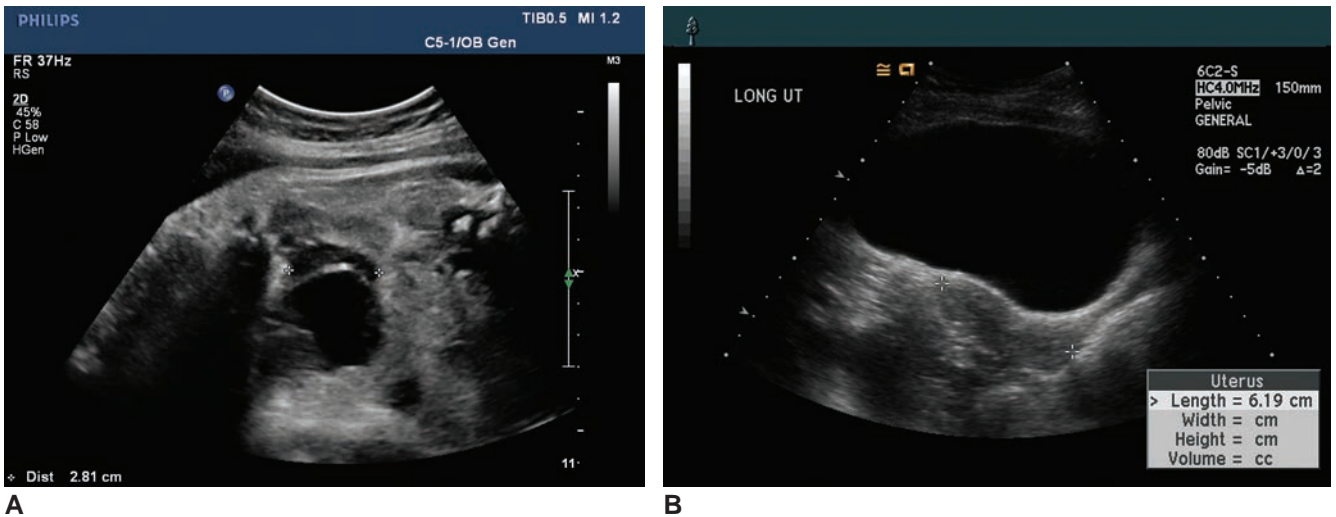 PHILIPS
TIB0.5 MI 1.2
C5-1/OB Gen
FR 37Hz
RS
2D
45%
C 58
P Low
HGen
P
M3
X
11
Dist 2.81 cm
A
LONG UT
6C2-S
HC4.0MHz 150mm
Pelvic
GENERAL
80dB SC1/+3/0/3
Gain= -5dB Δ=2
Uterus
> Length = 6.19 cm
Width = cm
Height = cm
Volume = cc
B